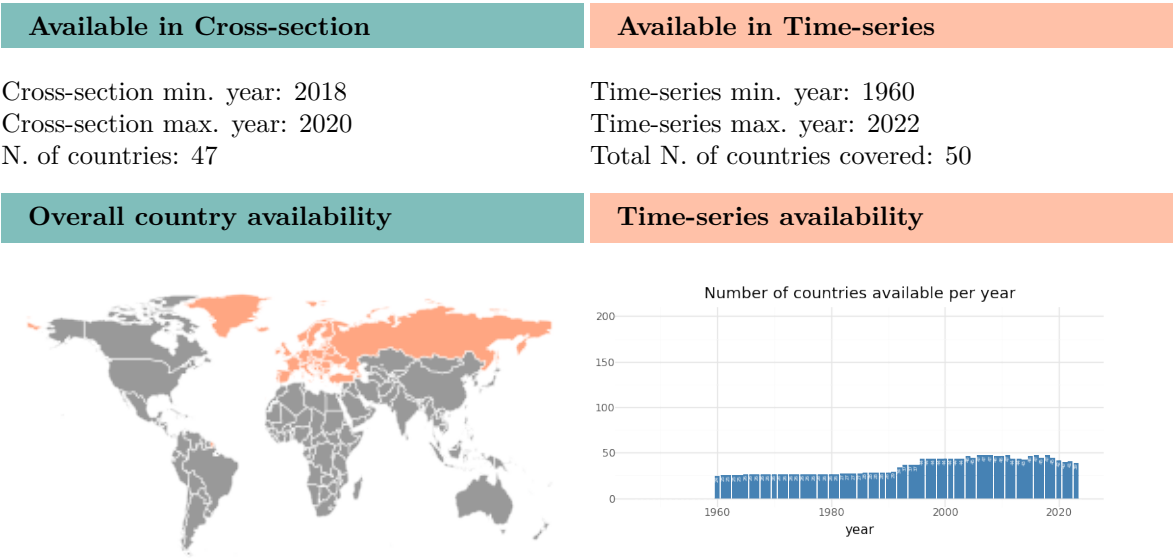 Available in Cross-section
Available in Time-series
Cross-section min. year: 2018
Cross-section max. year: 2020
N. of countries: 47
Time-series min. year: 1960
Time-series max. year: 2022
Total N. of countries covered: 50
Overall country availability
Time-series availability
Number of countries available per year
200
150
100
50
0
1960
1980
2000
2020
year